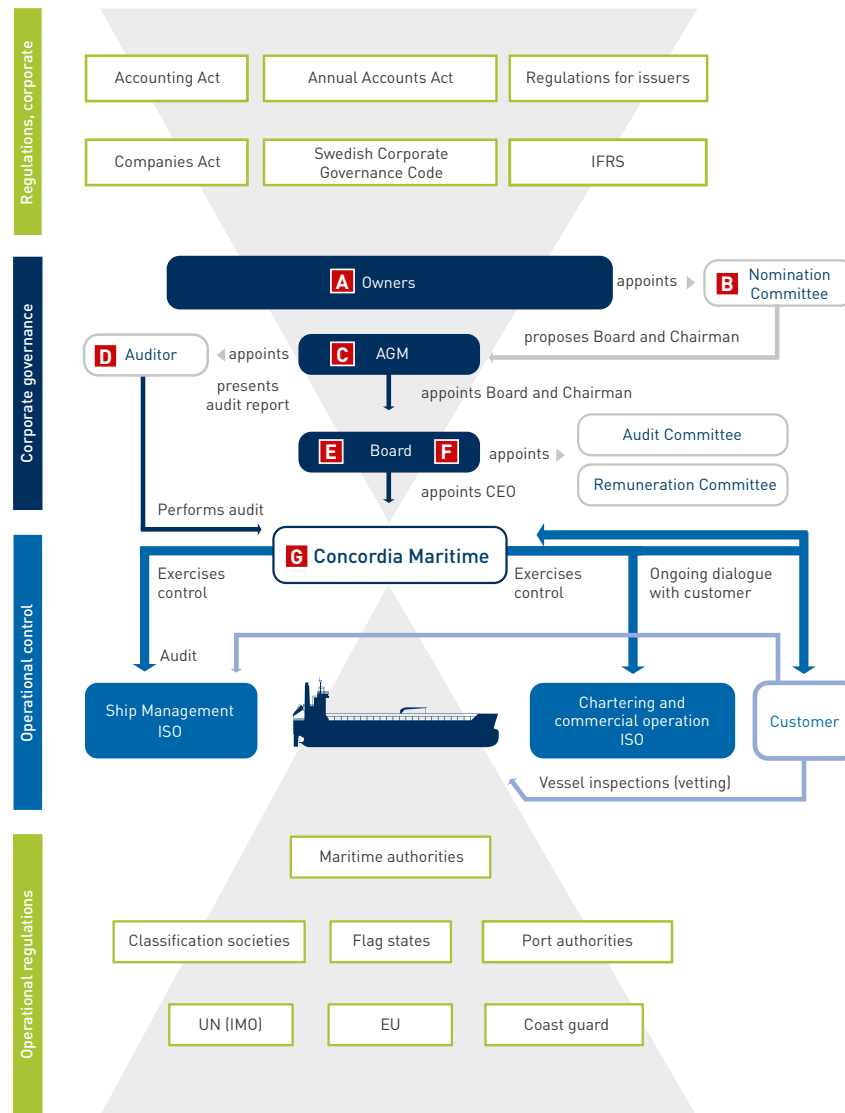 Regulations, corporate
Accounting Act
Annual Accounts Act
Regulations for issuers
Companies Act
Swedish Corporate
Governance Code
IFRS
Corporate governance
A Owners
appoints
B Nomination
Committee
proposes Board and Chairman
D Auditor
appoints
C AGM
presents
audit report
appoints Board and Chairman
E Board F
appoints
Audit Committee
Remuneration Committee
appoints CEO
Performs audit
Operational control
G Concordia Maritime
Exercises
control
Exercises
control
Ongoing dialogue
with customer
Audit
Ship Management
ISO
Chartering and
commercial operation
ISO
Customer
Vessel inspections (vetting)
Operational regulations
Maritime authorities
Classification societies
Flag states
Port authorities
UN (IMO)
EU
Coast guard